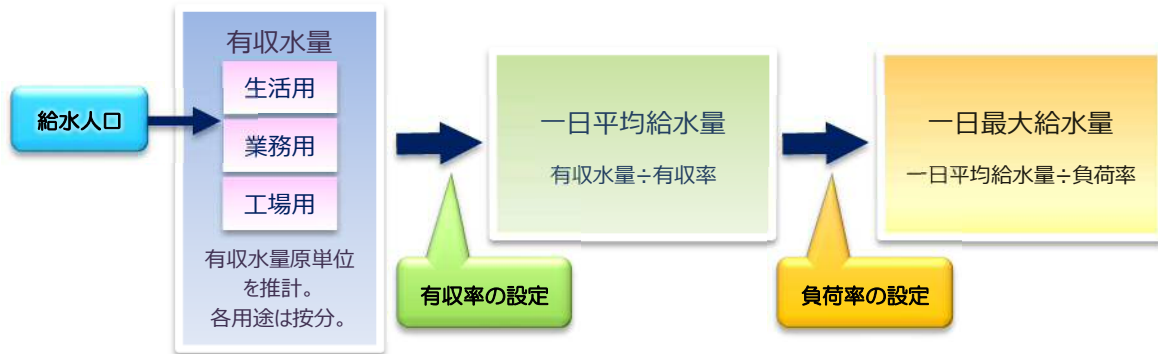 給水人口
有収水量
生活用
業務用
工場用
有収水量原単位
を推計。
各用途は按分。
一日平均給水量
有収水量÷有収率
有収率の設定
一日最大給水量
一日平均給水量÷負荷率
負荷率の設定